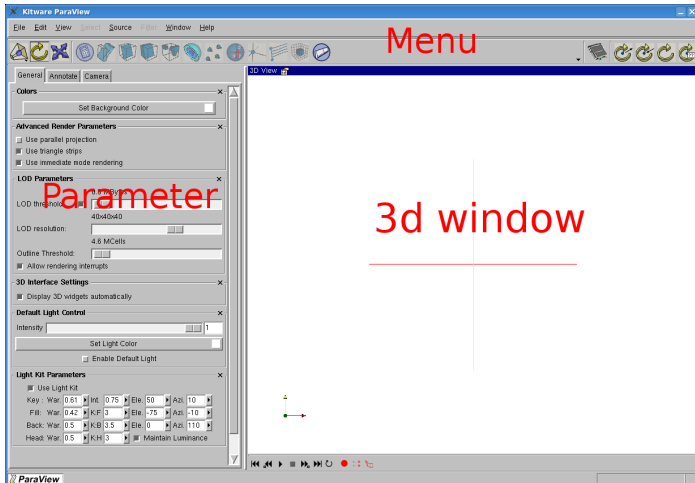 Kitware ParaView
File Edit View Select Source Filter Window Help
Menu
General Annotate Camera
3D View
Colors
Set Background Color
Advanced Render Parameters
Use parallel projection
Use triangle strips
Use immediate mode rendering
LOD Parameters
Parameter
LOD threshold:
40x40x40
LOD resolution:
4.6 MCells
Outline Threshold:
Allow rendering interrupts
3d window
3D Interface Settings
Display 3D widgets automatically
Default Light Control
Intensity 1
Set Light Color
Enable Default Light
Light Kit Parameters
Use Light Kit
Key : War. 0.61 Int. 0.75 Ele. 50 Azi. 10
Fill: War. 0.42 K:F 3 Ele. -75 Azi. -10
Back: War. 0.5 K:B 3.5 Ele. 0 Azi. 110
Head: War. 0.5 K:H 3 Maintain Luminance
ParaView